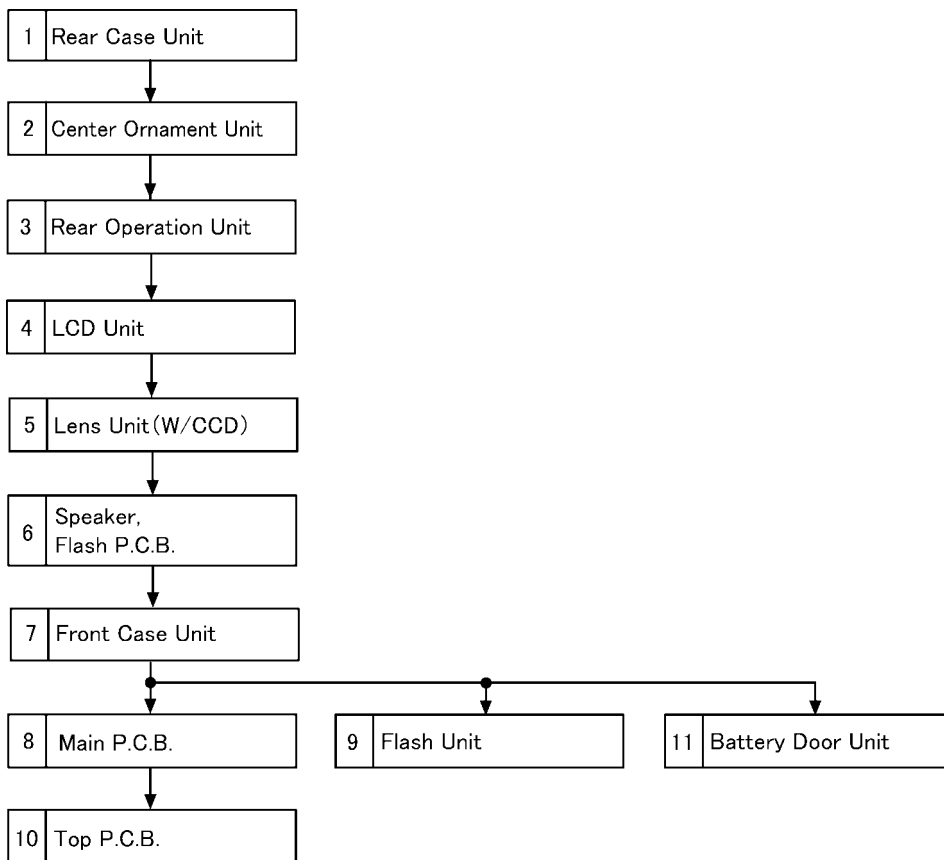 1 Rear Case Unit
2 Center Ornament Unit
3 Rear Operation Unit
4 LCD Unit
5 Lens Unit(W/CCD)
6 Speaker,
Flash P.C.B.
7 Front Case Unit
8 Main P.C.B.
9 Flash Unit
11 Battery Door Unit
10 Top P.C.B.